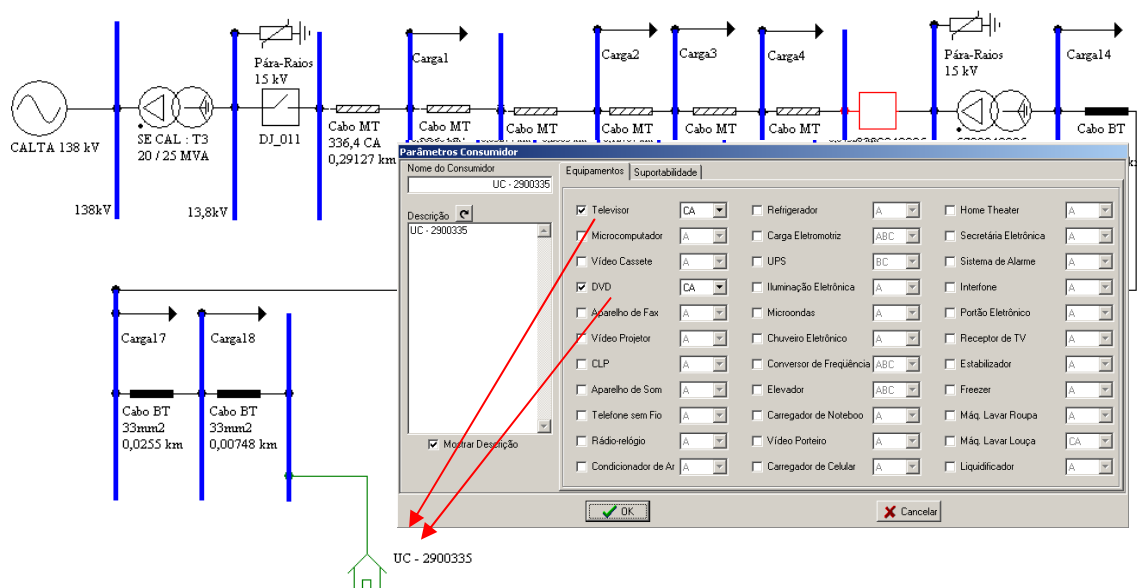 Pára-Raios
15 kV
Pára-Raios
15 kV
Carga1
Carga2
Carga3
Carga4
Carga14
CALTA 138 kV
SE CAL : T3
20 / 25 MVA
DJ_011
Cabo MT
336,4 CA
0,29127 km
Cabo MT
Cabo MT
Cabo MT
Cabo MT
Cabo MT
Cabo BT
138kV
13,8kV
Parâmetros Consumidor
Nome do Consumidor
UC - 2900335
Descrição
UC - 2900335
Mostrar Descrição
Equipamentos
Suportabilidade
Televisor CA
Refrigerador A
Home Theater A
Microcomputador A
Carga Eletromotriz ABC
Secretária Eletrônica A
Vídeo Cassete A
UPS BC
Sistema de Alarme A
DVD CA
Iluminação Eletrônica A
Interfone A
Aparelho de Fax A
Microondas A
Portão Eletrônico A
Vídeo Projetor A
Chuveiro Eletrônico A
Receptor de TV A
CLP A
Conversor de Freqüência ABC
Estabilizador A
Aparelho de Som A
Elevador ABC
Freezer A
Telefone sem Fio A
Carregador de Noteboo A
Máq. Lavar Roupa A
Rádio-relógio A
Vídeo Porteiro A
Máq. Lavar Louça CA
Condicionador de Ar A
Carregador de Celular A
Liquidificador A
OK
Cancelar
Carga17
Carga18
Cabo BT
33mm2
0,0255 km
Cabo BT
33mm2
0,00748 km
UC - 2900335